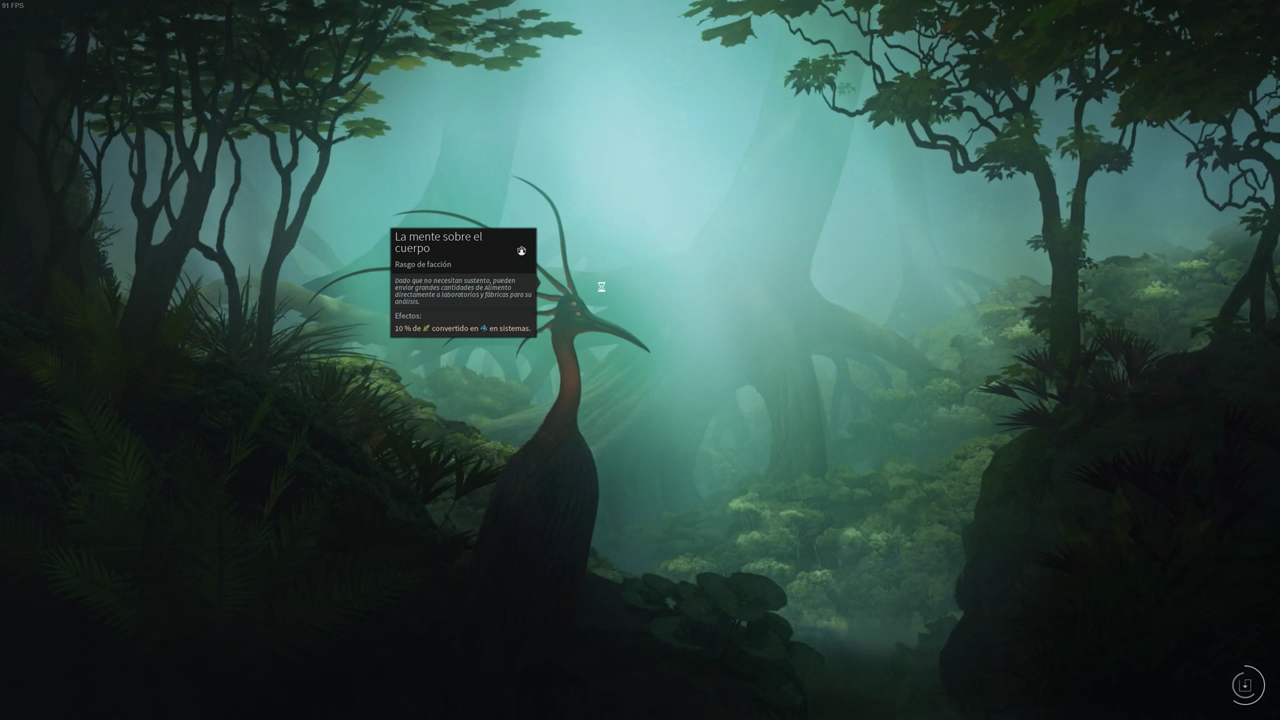 91 FPS
La mente sobre el
cuerpo
Rasgo de facción
Dado que no necesitan sustento, pueden
enviar grandes cantidades de Alimento
directamente a laboratorios y fábricas para su
análisis.
Efectos:
10 % de convertido en en sistemas.